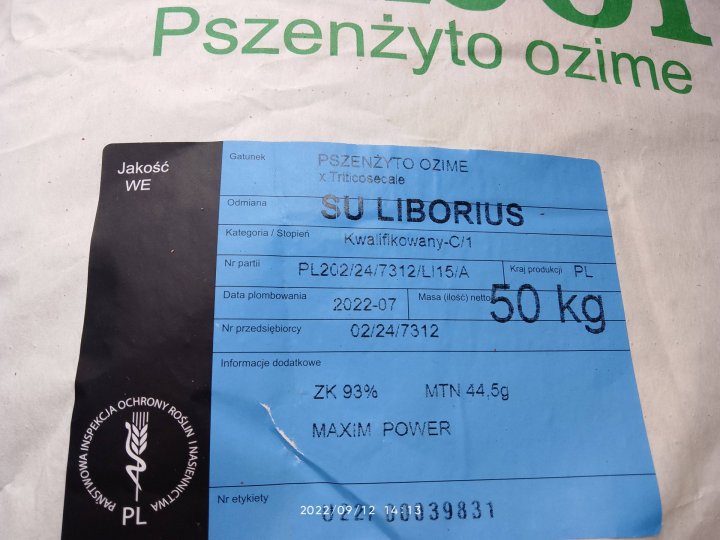 Pszenżyto ozime
Jakość
WE
Gatunek PSZENŻYTO OZIME
x Triticosecale
Odmiana SU LIBORIUS
Kategoria / Stopień Kwalifikowany-C/1
Nr partii PL202/24/7312/LI15/A Kraj produkcji PL
Data plombowania 2022-07 Masa (ilość) netto 50 kg
Nr przedsiębiorcy 02/24/7312
Informacje dodatkowe
ZK 93% MTN 44,5g
MAXIM POWER
PAŃSTWOWA INSPEKCJA OCHRONY ROŚLIN I NASIENNICTWA
PL
Nr etykiety
2022/09/12 14:13